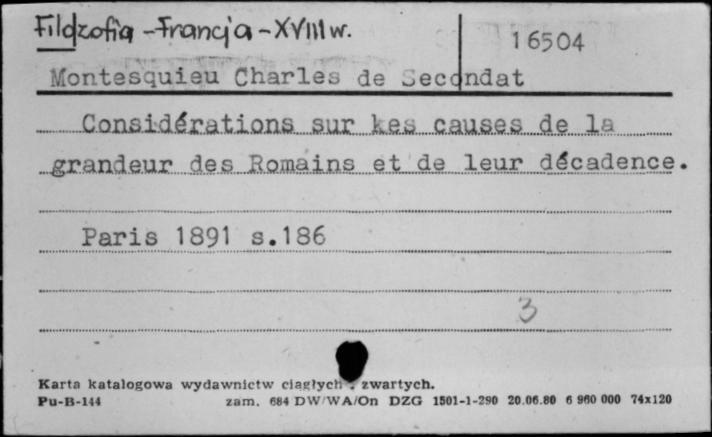 Filozofia - Francja - XVIII w.
16504
Montesquieu Charles de Secondat
Considérations sur kes causes de la
grandeur des Romains et de leur décadence.
Paris 1891 s.186
3
Karta katalogowa wydawnictw ciągłych i zwartych.
Pu-B-144 zam. 684 DW/WA/On DZG 1501-1-290 20.06.80 6 960 000 74x120